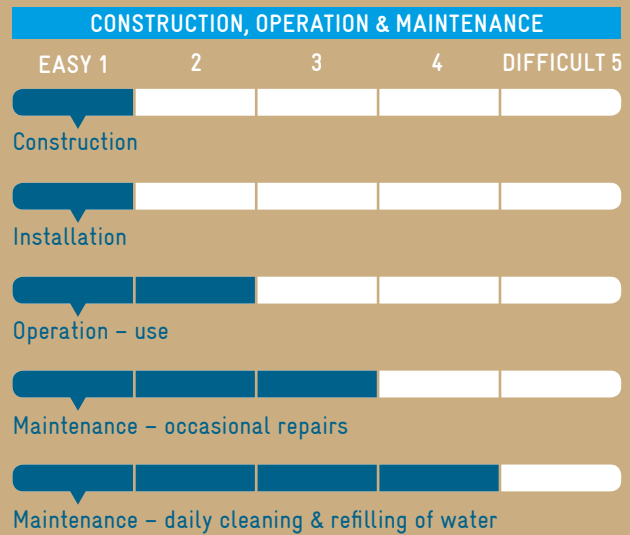 CONSTRUCTION, OPERATION & MAINTENANCE
EASY 1 2 3 4 DIFFICULT 5
Construction
Installation
Operation – use
Maintenance – occasional repairs
Maintenance – daily cleaning & refilling of water